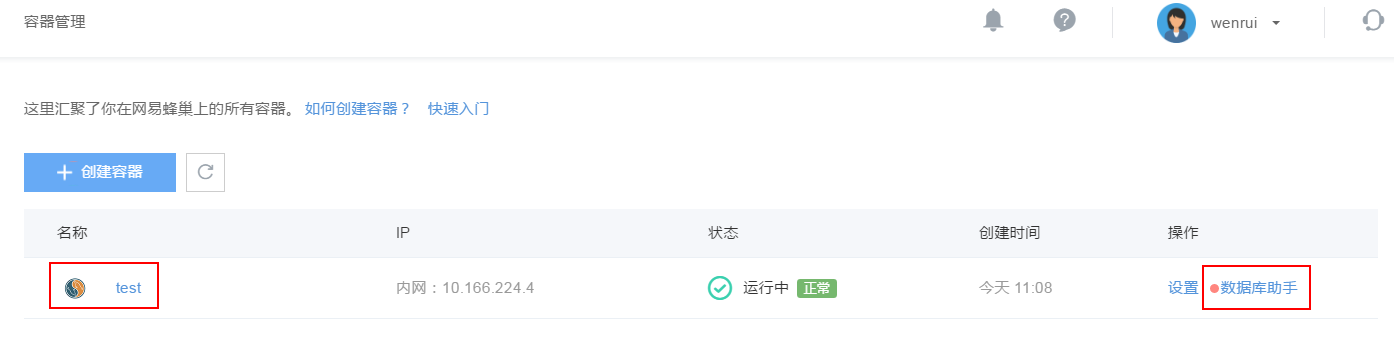 容器管理
wenrui
这里汇聚了你在网易蜂巢上的所有容器。 如何创建容器？ 快速入门
创建容器
名称 IP 状态 创建时间 操作
test 内网：10.166.224.4 运行中 正常 今天 11:08 设置 数据库助手